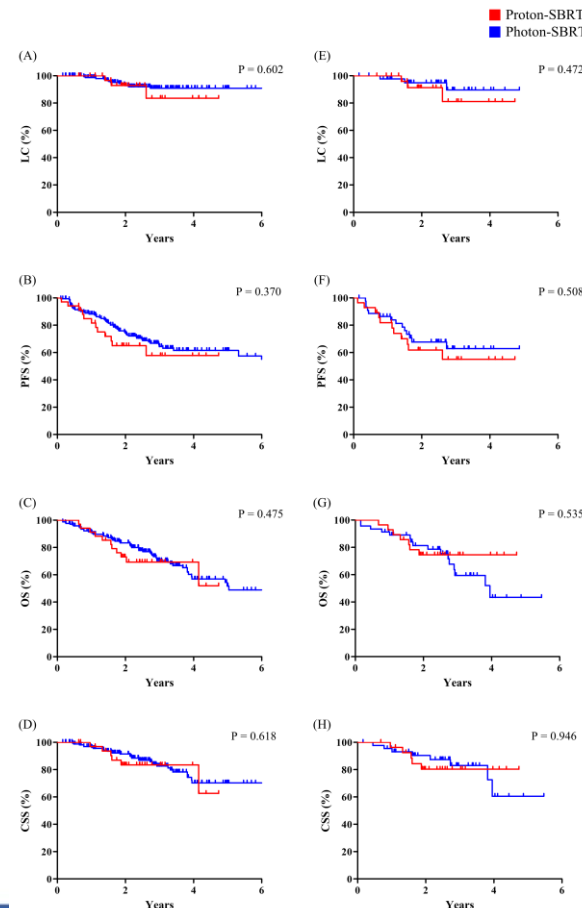 Proton-SBRT
Photon-SBRT
(A)
P = 0.602
100
80
60
40
20
0
LC (%)
0 2 4 6
Years
(E)
P = 0.472
100
80
60
40
20
0
LC (%)
0 2 4 6
Years
(B)
P = 0.370
100
80
60
40
20
0
PFS (%)
0 2 4 6
Years
(F)
P = 0.508
100
80
60
40
20
0
PFS (%)
0 2 4 6
Years
(C)
P = 0.475
100
80
60
40
20
0
OS (%)
0 2 4 6
Years
(G)
P = 0.535
100
80
60
40
20
0
OS (%)
0 2 4 6
Years
(D)
P = 0.618
100
80
60
40
20
0
CSS (%)
0 2 4 6
Years
(H)
P = 0.946
100
80
60
40
20
0
CSS (%)
0 2 4 6
Years